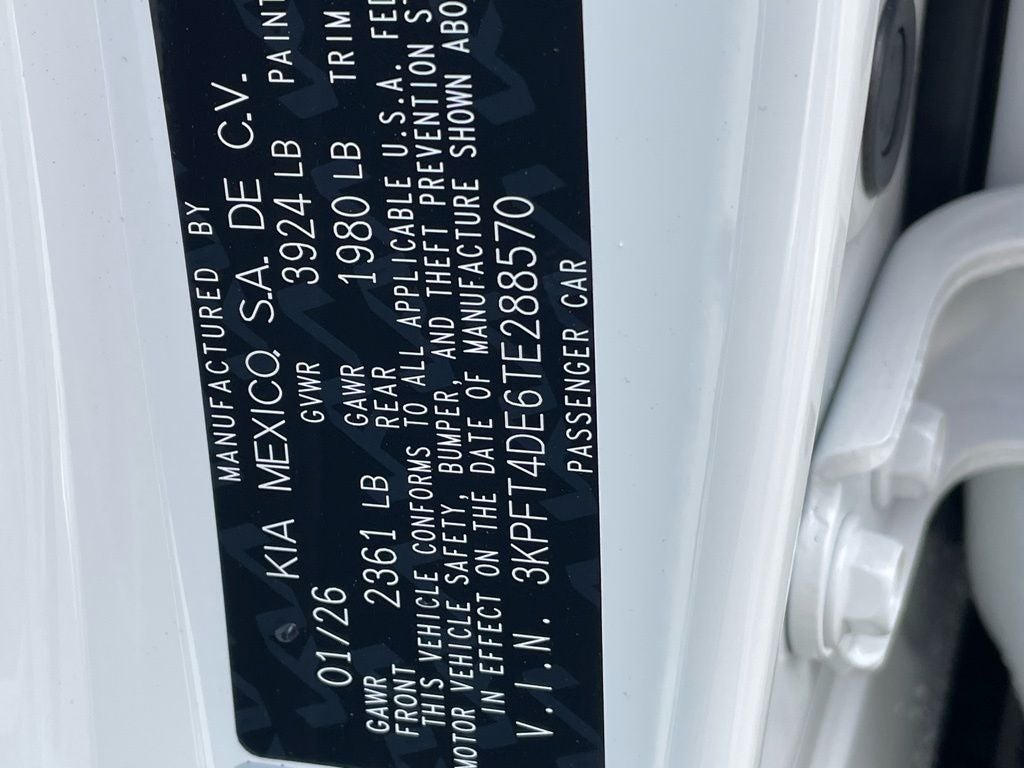 MANUFACTURED BY
KIA MEXICO, S.A. DE C.V.
01/26 GVWR 3924 LB PAINT
GAWR FRONT 2361 LB GAWR REAR 1980 LB TRIM
THIS VEHICLE CONFORMS TO ALL APPLICABLE U.S.A.
MOTOR VEHICLE SAFETY, BUMPER, AND THEFT PREVENTION
IN EFFECT ON THE DATE OF MANUFACTURE SHOWN
V.I.N. 3KPFT4DE6TE288570
PASSENGER CAR